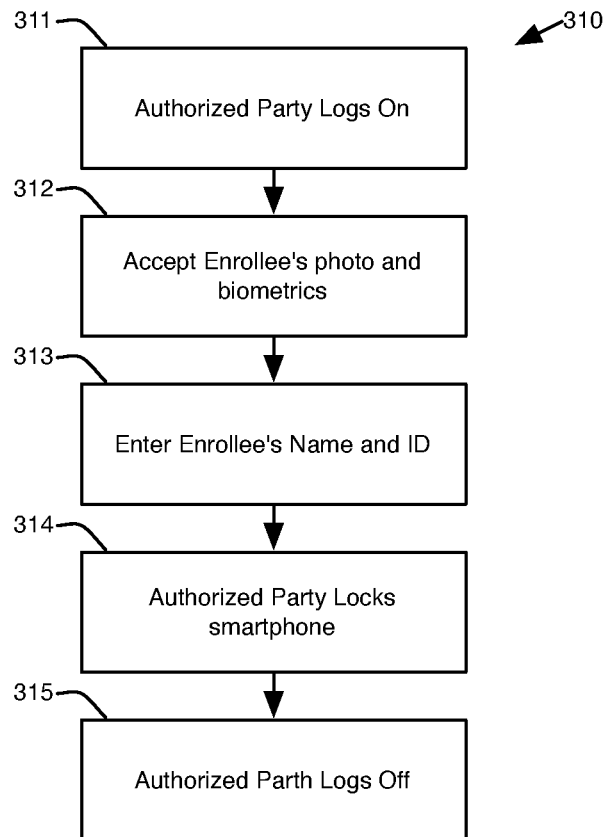 311
310
Authorized Party Logs On
312
Accept Enrollee's photo and
biometrics
313
Enter Enrollee's Name and ID
314
Authorized Party Locks
smartphone
315
Authorized Parth Logs Off